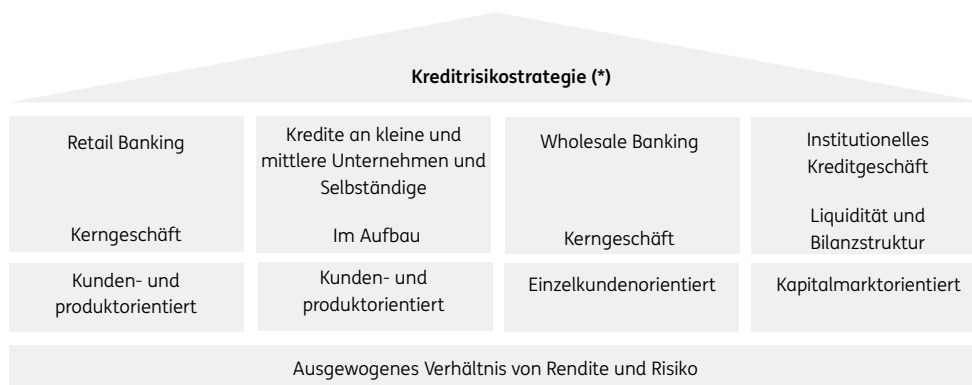 Kreditrisikostrategie (*)
Retail Banking
Kerngeschäft
Kredite an kleine und
mittlere Unternehmen und
Selbständige
Im Aufbau
Wholesale Banking
Kerngeschäft
Institutionelles
Kreditgeschäft
Liquidität und
Bilanzstruktur
Kunden- und
produktorientiert
Kunden- und
produktorientiert
Einzelkundenorientiert
Kapitalmarktorientiert
Ausgewogenes Verhältnis von Rendite und Risiko